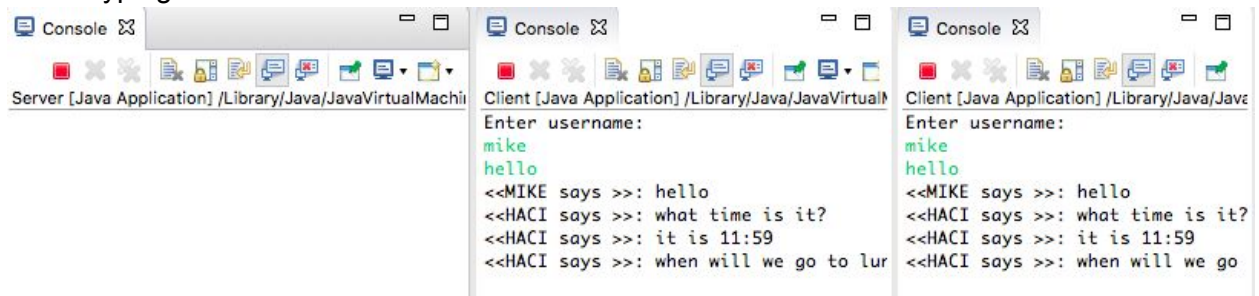 Console
Server [Java Application] /Library/Java/JavaVirtualMachi
Console
Client [Java Application] /Library/Java/JavaVirtual
Enter username:
mike
hello
<<MIKE says >>: hello
<<HACI says >>: what time is it?
<<HACI says >>: it is 11:59
<<HACI says >>: when will we go to lur
Console
Client [Java Application] /Library/Java/Java
Enter username:
mike
hello
<<MIKE says >>: hello
<<HACI says >>: what time is it?
<<HACI says >>: it is 11:59
<<HACI says >>: when will we go